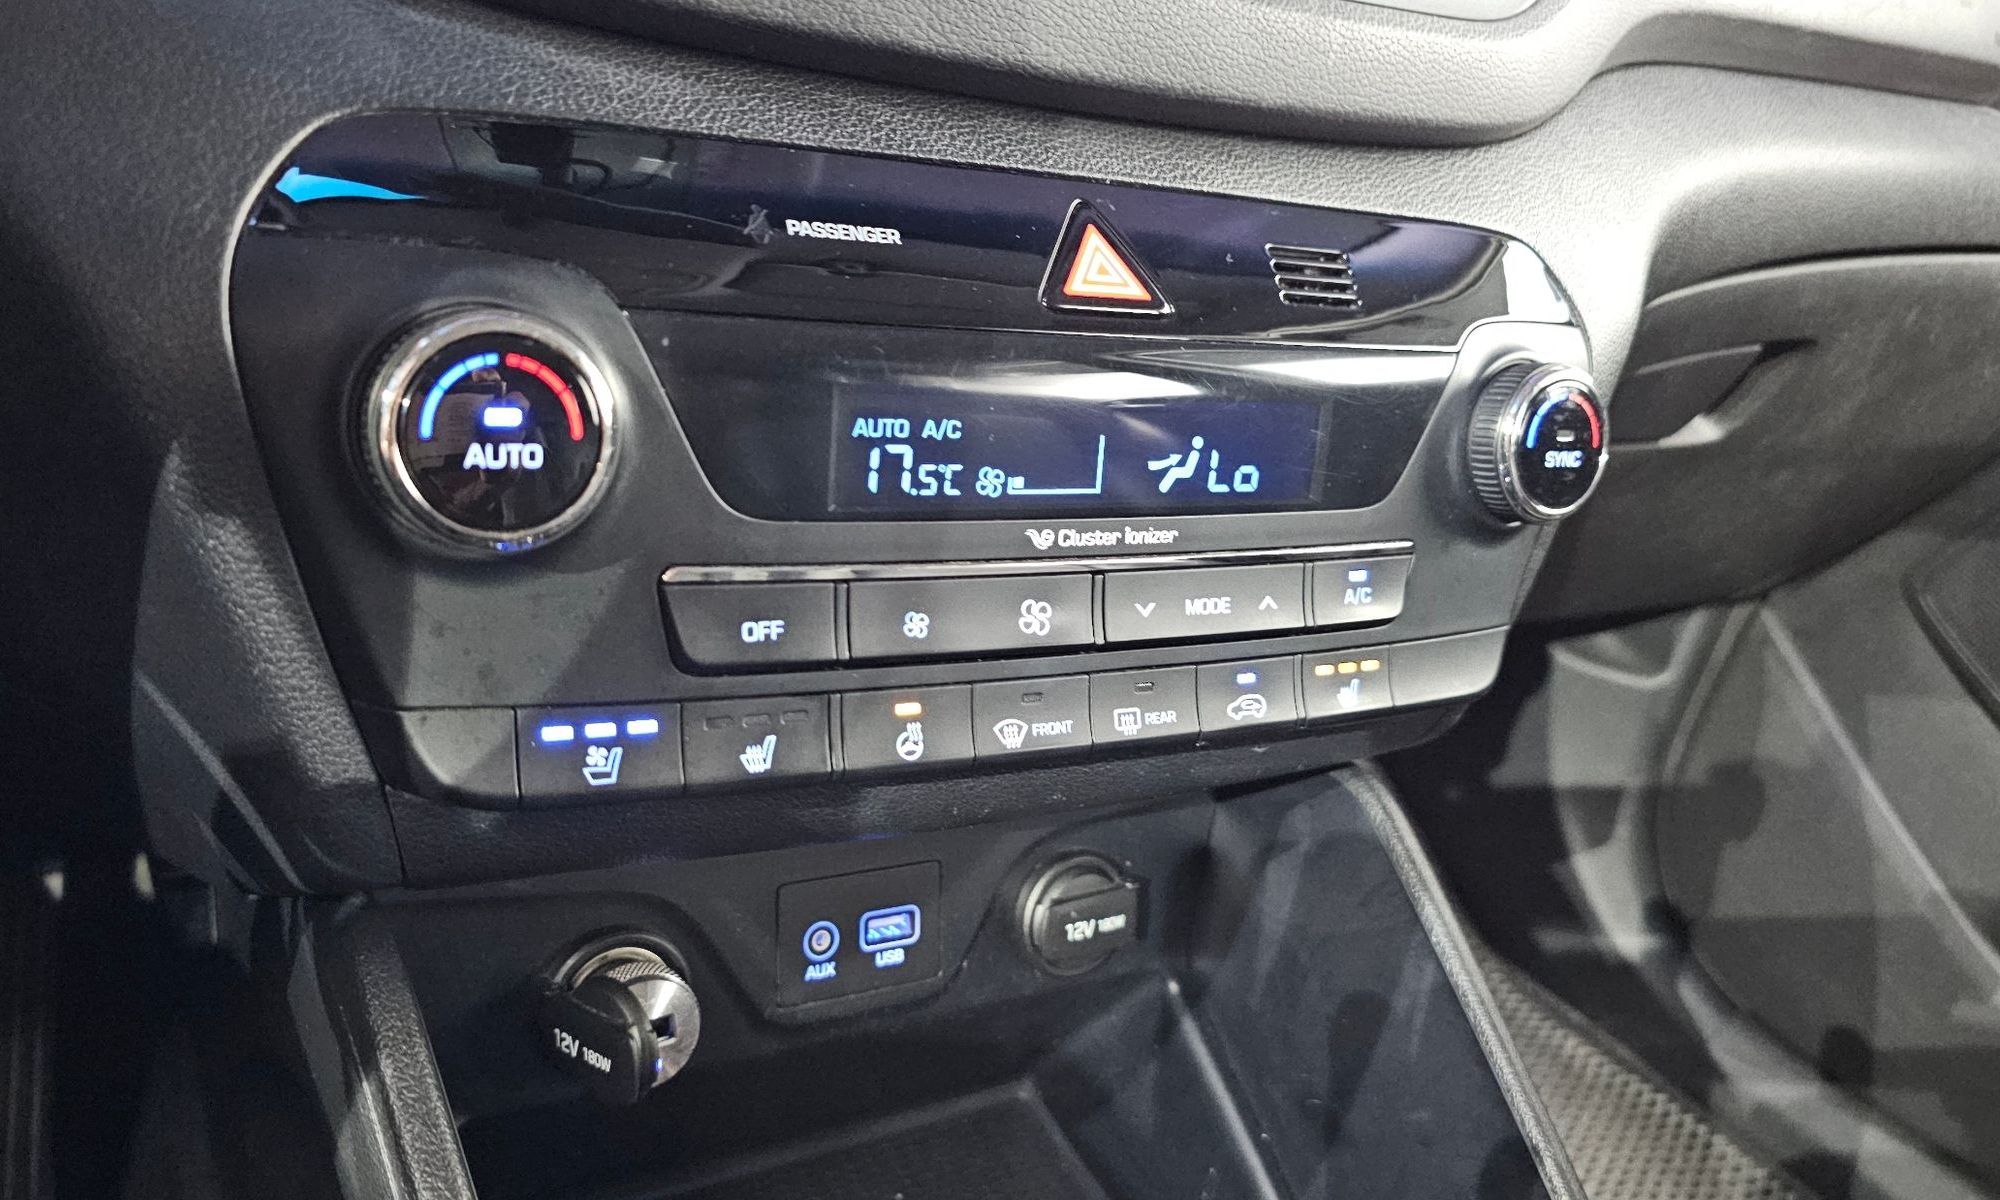 PASSENGER
AUTO
AUTO A/C
17.5°C
Lo
SYNC
Cluster ionizer
OFF
MODE
A/C
FRONT
REAR
AUX
USB
12V 180W
12V 180W